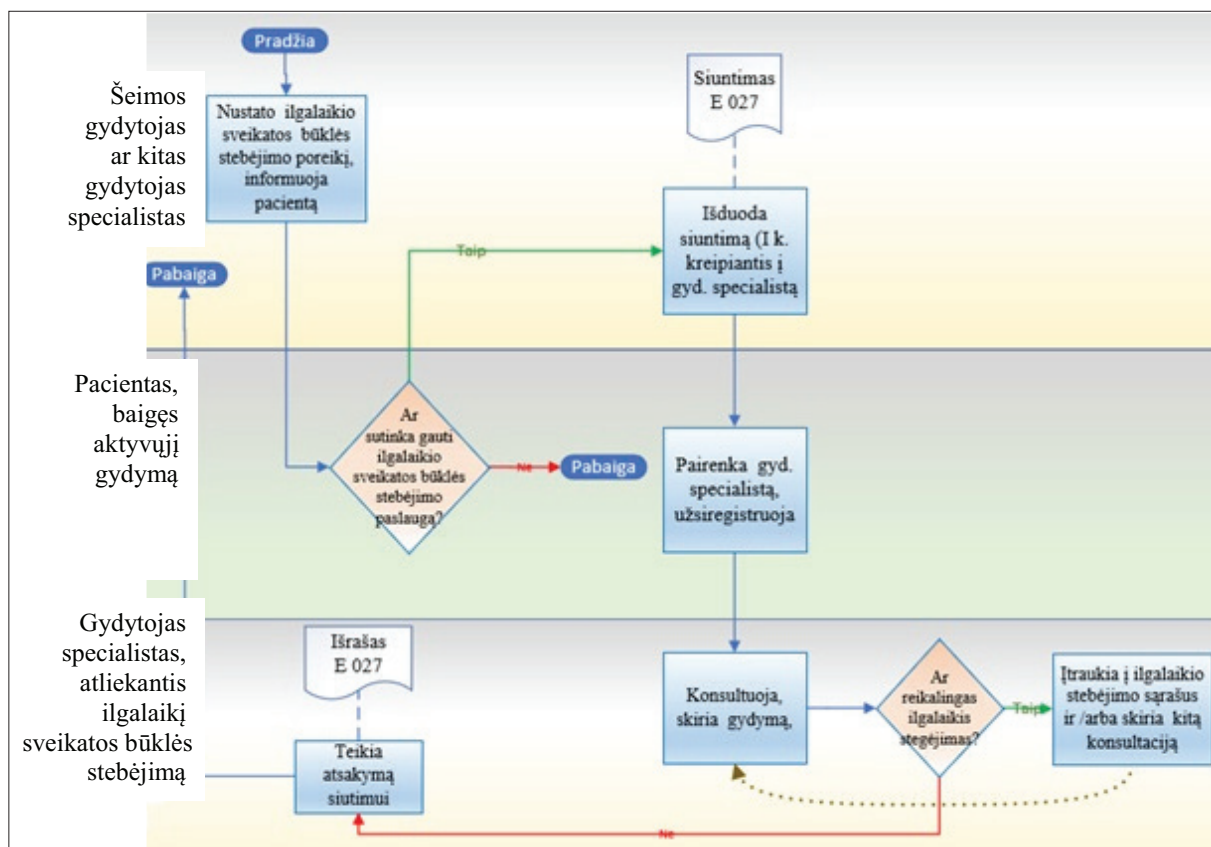 Pradžia
Šeimos
gydytojas
ar kitas
gydytojas
specialistas
Nustato ilgalaikio
sveikatos būklės
stebėjimo poreikį,
informuoja
pacientą
Siuntimas
E 027
Išduoda
siuntimą (I k.
kreipiantis į
gyd. specialistą
Taip
Pabaiga
Pacientas,
baigęs
aktyvųjį
gydymą
Ar
sutinka gauti
ilgalaikio
sveikatos būklės
stebėjimo
paslaugą?
Ne
Pabaiga
Pairenka gyd.
specialistą,
užsiregistruoja
Gydytojas
specialistas,
atliekantis
ilgalaikį
sveikatos būklės
stebėjimą
Išrašas
E 027
Teikia
atsakymą
siutimui
Konsultuoja,
skiria gydymą,
Ar
reikalingas
ilgalaikis
stegėjimas?
Taip
Įtraukia į ilgalaikio
stebėjimo sąrašus
ir /arba skiria kitą
konsultaciją
Ne